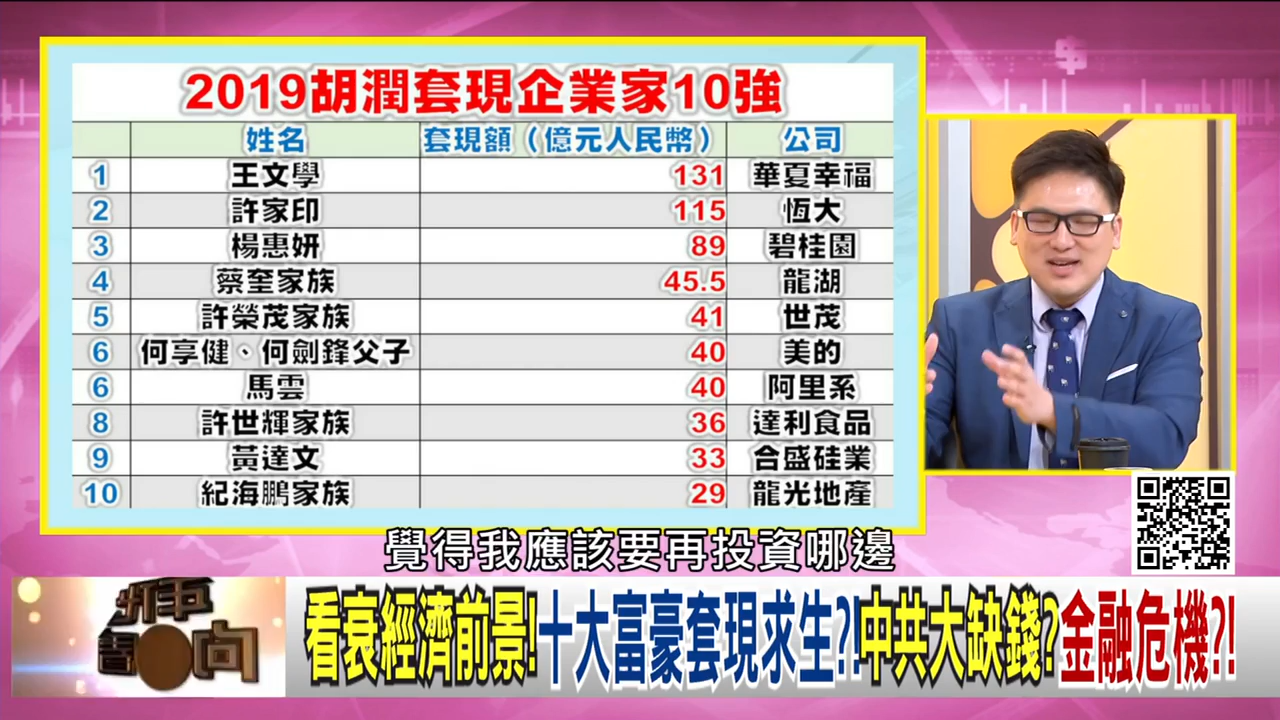 2019胡潤套現企業家10強
姓名 套現額（億元人民幣） 公司
1 王文學 131 華夏幸福
2 許家印 115 恆大
3 楊惠妍 89 碧桂園
4 蔡奎家族 45.5 龍湖
5 許榮茂家族 41 世茂
6 何享健、何劍鋒父子 40 美的
6 馬雲 40 阿里系
8 許世輝家族 36 達利食品
9 黃達文 33 合盛硅業
10 紀海鵬家族 29 龍光地產
覺得我應該要再投資哪邊
看衰經濟前景!十大富豪套現求生?!中共大缺錢?金融危機?!